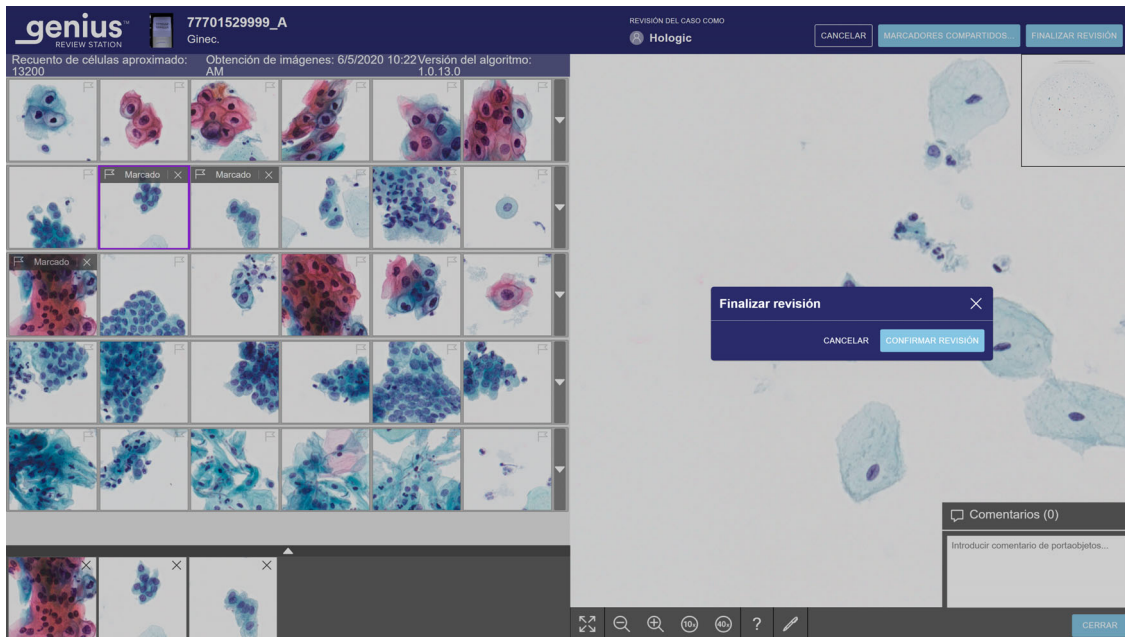 genius™
REVIEW STATION
77701529999_A
Ginec.
REVISIÓN DEL CASO COMO
Hologic
CANCELAR
MARCADORES COMPARTIDOS...
FINALIZAR REVISIÓN
Recuento de células aproximado:
13200
Obtención de imágenes: 6/5/2020 10:22
AM
Versión del algoritmo:
1.0.13.0
Marcado
Marcado
Marcado
Finalizar revisión
CANCELAR
CONFIRMAR REVISIÓN
Comentarios (0)
Introducir comentario de portaobjetos...
10x
40x
?
CERRAR